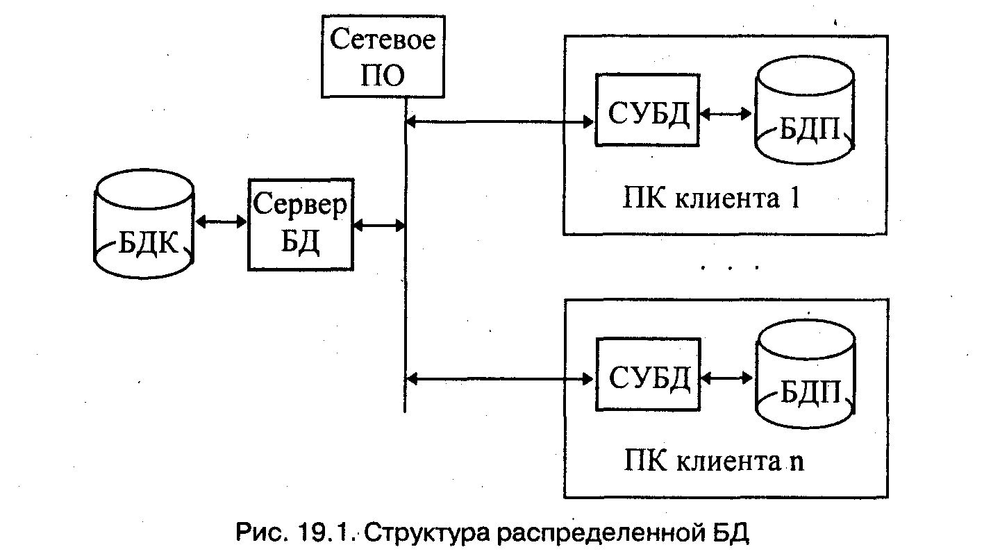 Сетевое
ПО
СУБД
БДП
ПК клиента 1
БДК
Сервер
БД
. . .
СУБД
БДП
ПК клиента n
Рис. 19.1. Структура распределенной БД